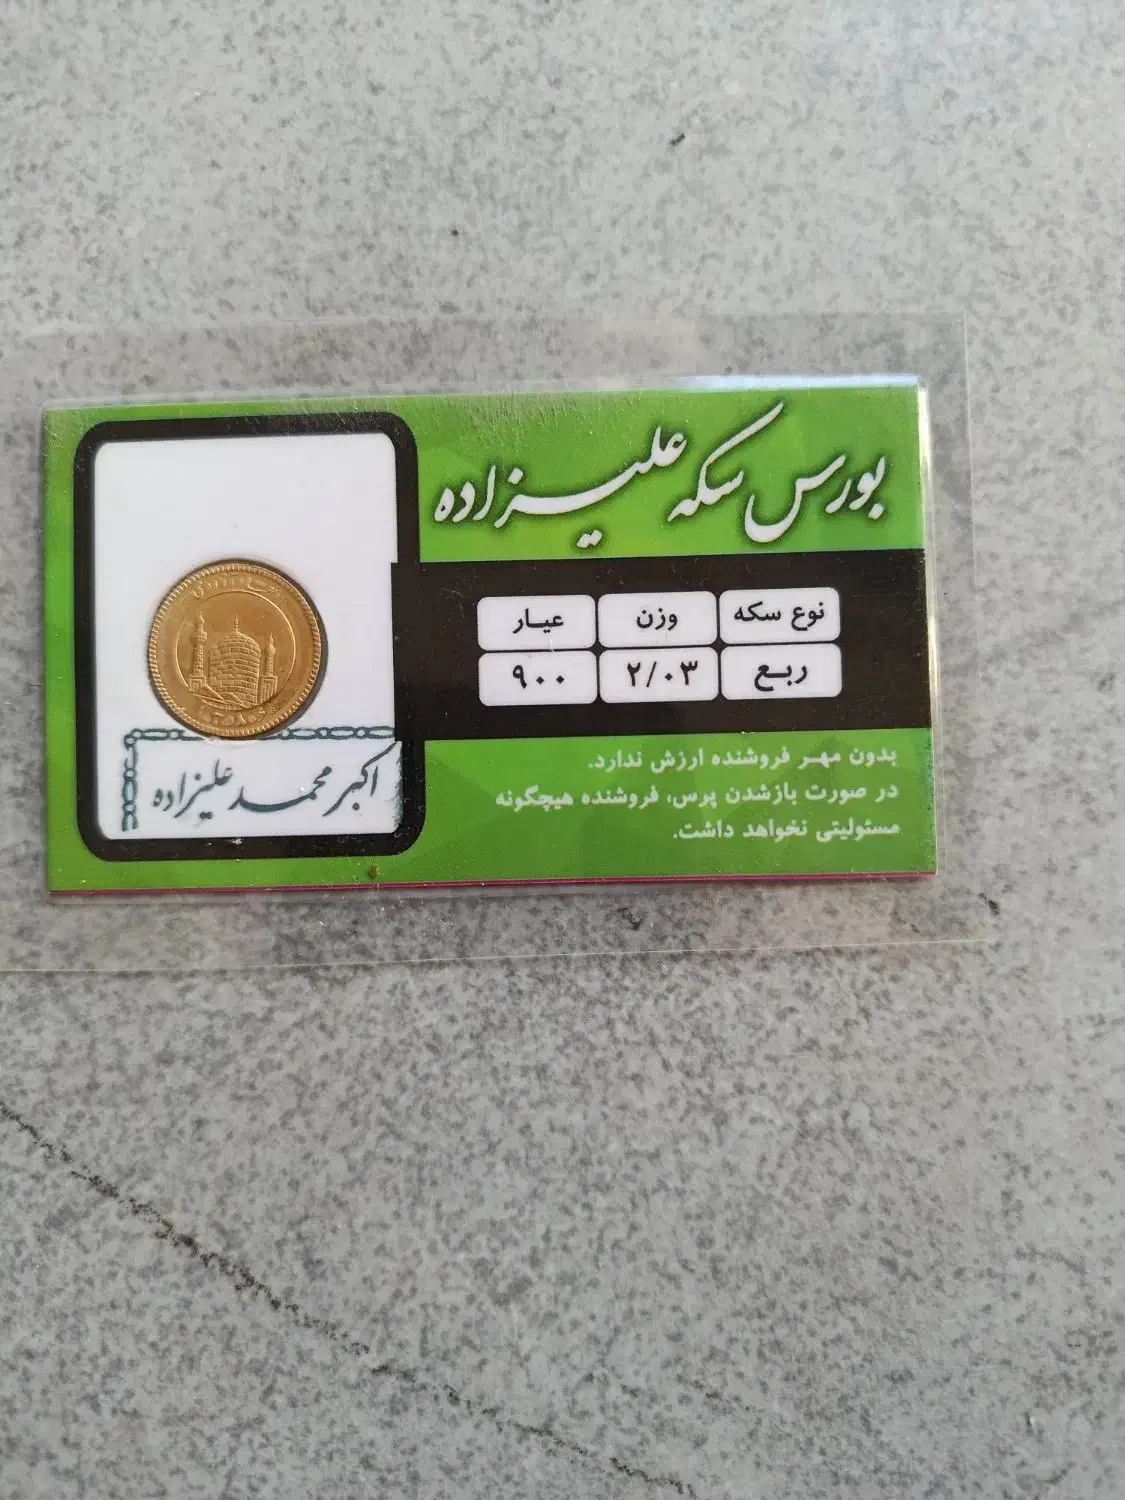 بورس سکه علیزاده
نوع سکه وزن عیار
ربع ۲/۰۳ ۹۰۰
بدون مهر فروشنده ارزش ندارد.
در صورت بازشدن پرس، فروشنده هیچگونه
مسئولیتی نخواهد داشت.
اکبر محمد علیزاده